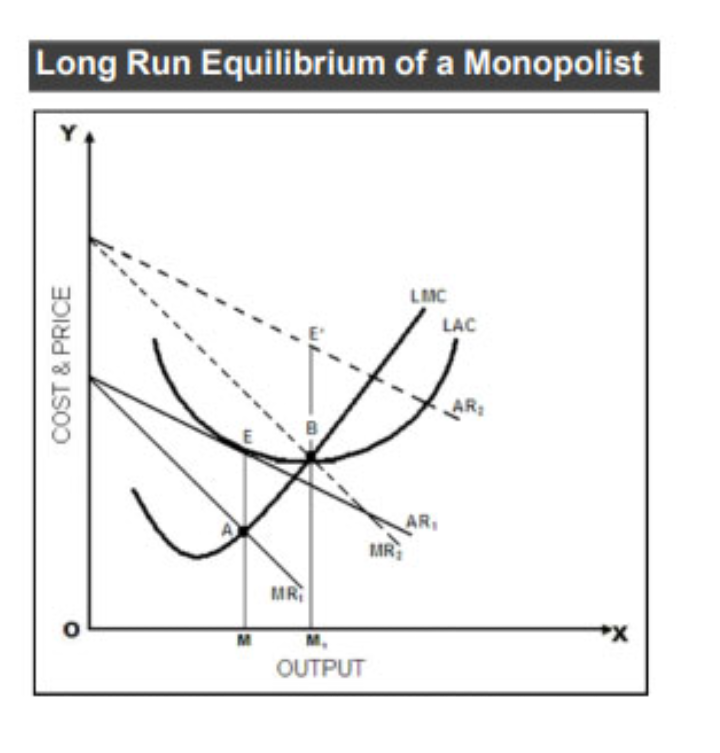 Long Run Equilibrium of a Monopolist
Y
LMC
LAC
E'
AR₂
COST & PRICE
E
B
A
AR₁
MR₂
MR₁
O
M
M₁
X
OUTPUT